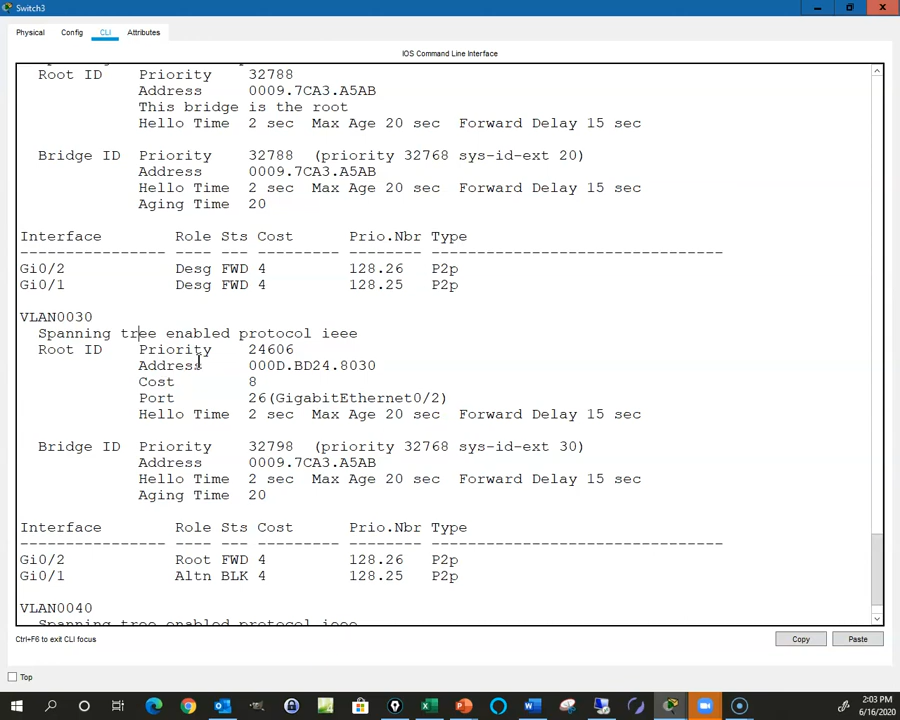 Switch3
Physical Config CLI Attributes
IOS Command Line Interface
Root ID Priority 32788
Address 0009.7CA3.A5AB
This bridge is the root
Hello Time 2 sec Max Age 20 sec Forward Delay 15 sec
Bridge ID Priority 32788 (priority 32768 sys-id-ext 20)
Address 0009.7CA3.A5AB
Hello Time 2 sec Max Age 20 sec Forward Delay 15 sec
Aging Time 20
Interface Role Sts Cost Prio.Nbr Type
---------------- ---- --- --------- -------- --------------------------------
Gi0/2 Desg FWD 4 128.26 P2p
Gi0/1 Desg FWD 4 128.25 P2p
VLAN0030
Spanning tree enabled protocol ieee
Root ID Priority 24606
Address 000D.BD24.8030
Cost 8
Port 26(GigabitEthernet0/2)
Hello Time 2 sec Max Age 20 sec Forward Delay 15 sec
Bridge ID Priority 32798 (priority 32768 sys-id-ext 30)
Address 0009.7CA3.A5AB
Hello Time 2 sec Max Age 20 sec Forward Delay 15 sec
Aging Time 20
Interface Role Sts Cost Prio.Nbr Type
---------------- ---- --- --------- -------- --------------------------------
Gi0/2 Root FWD 4 128.26 P2p
Gi0/1 Altn BLK 4 128.25 P2p
VLAN0040
Spanning tree enabled protocol ieee
Ctrl+F6 to exit CLI focus
Copy Paste
Top
2:03 PM
6/16/2020